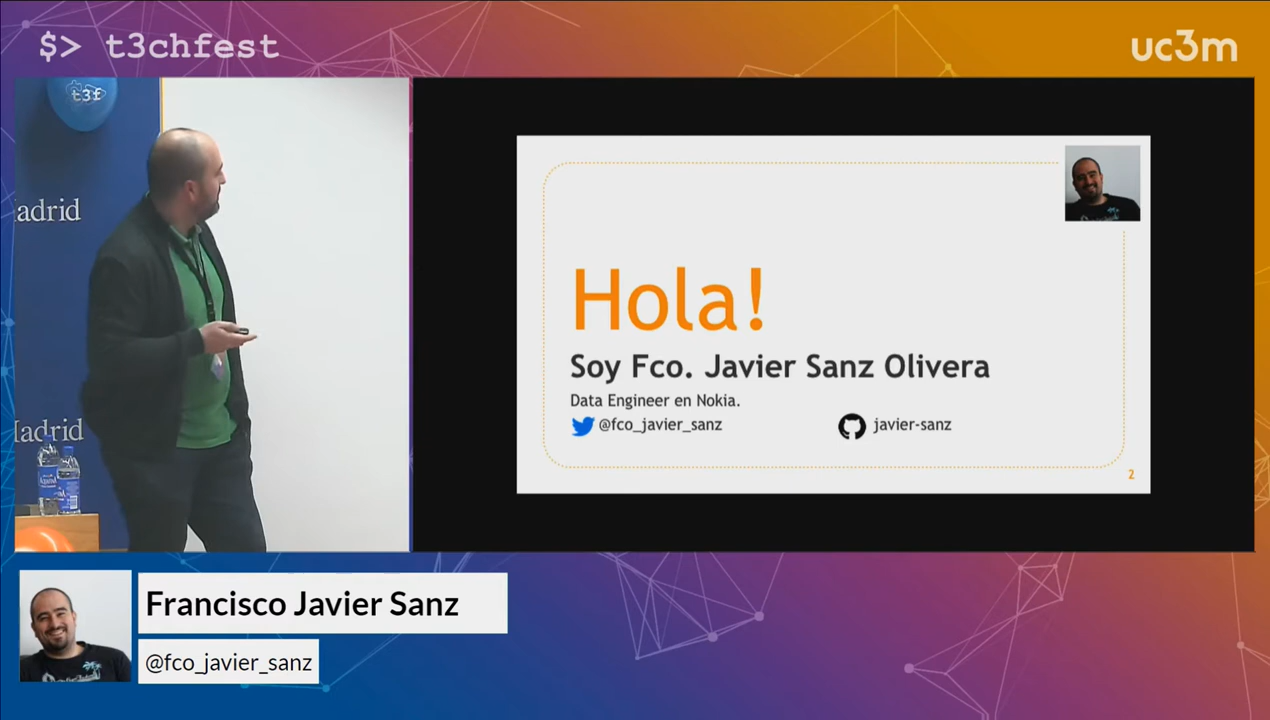 $> t3chfest
uc3m
t3f
adrid
adrid
Hola!
Soy Fco. Javier Sanz Olivera
Data Engineer en Nokia.
@fco_javier_sanz
javier-sanz
2
Francisco Javier Sanz
@fco_javier_sanz